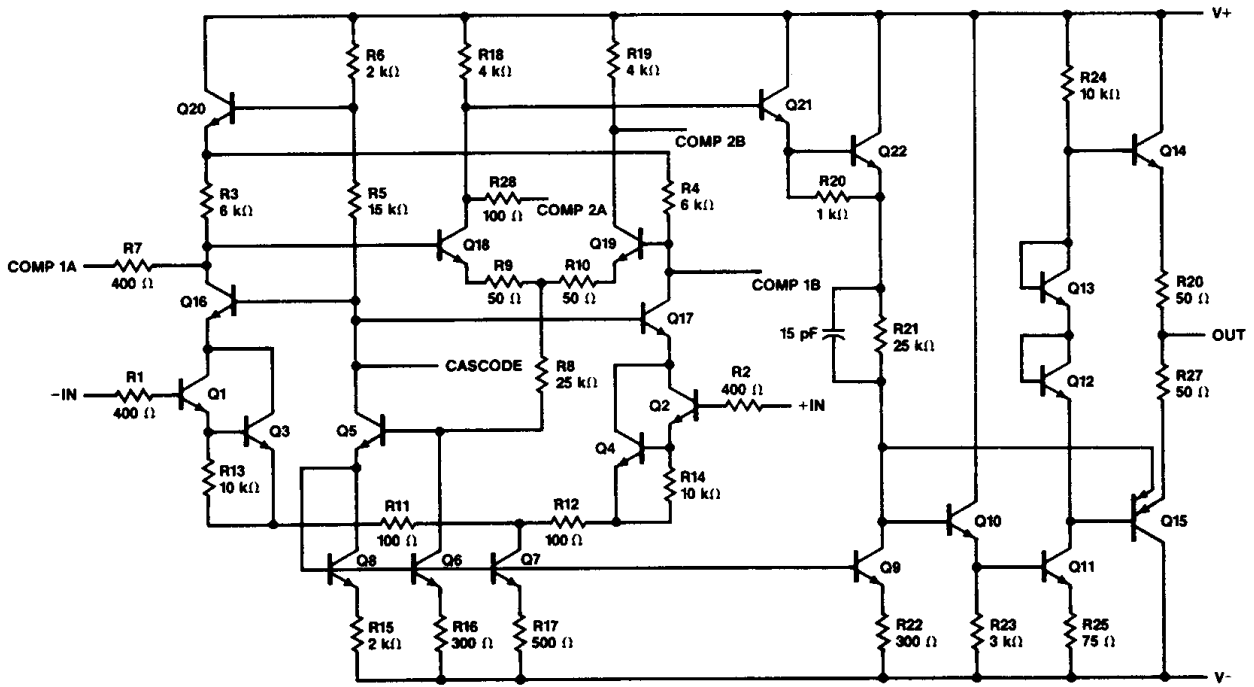 V+
R6
2 kΩ
R18
4 kΩ
R19
4 kΩ
R24
10 kΩ
Q20
Q21
Q14
COMP 2B
Q22
R3
6 kΩ
R5
15 kΩ
R28
100 Ω
COMP 2A
R4
6 kΩ
R20
1 kΩ
R7
COMP 1A
400 Ω
Q18
Q19
R9
50 Ω
R10
50 Ω
COMP 1B
Q13
R20
50 Ω
Q16
Q17
15 pF
R21
25 kΩ
OUT
CASCODE
R8
25 kΩ
R2
400 Ω
+IN
Q12
R27
50 Ω
R1
-IN
400 Ω
Q1
Q3
Q5
Q2
Q4
R13
10 kΩ
R14
10 kΩ
R11
100 Ω
R12
100 Ω
Q10
Q15
Q8
Q6
Q7
Q9
Q11
R15
2 kΩ
R16
300 Ω
R17
500 Ω
R22
300 Ω
R23
3 kΩ
R25
75 Ω
V-